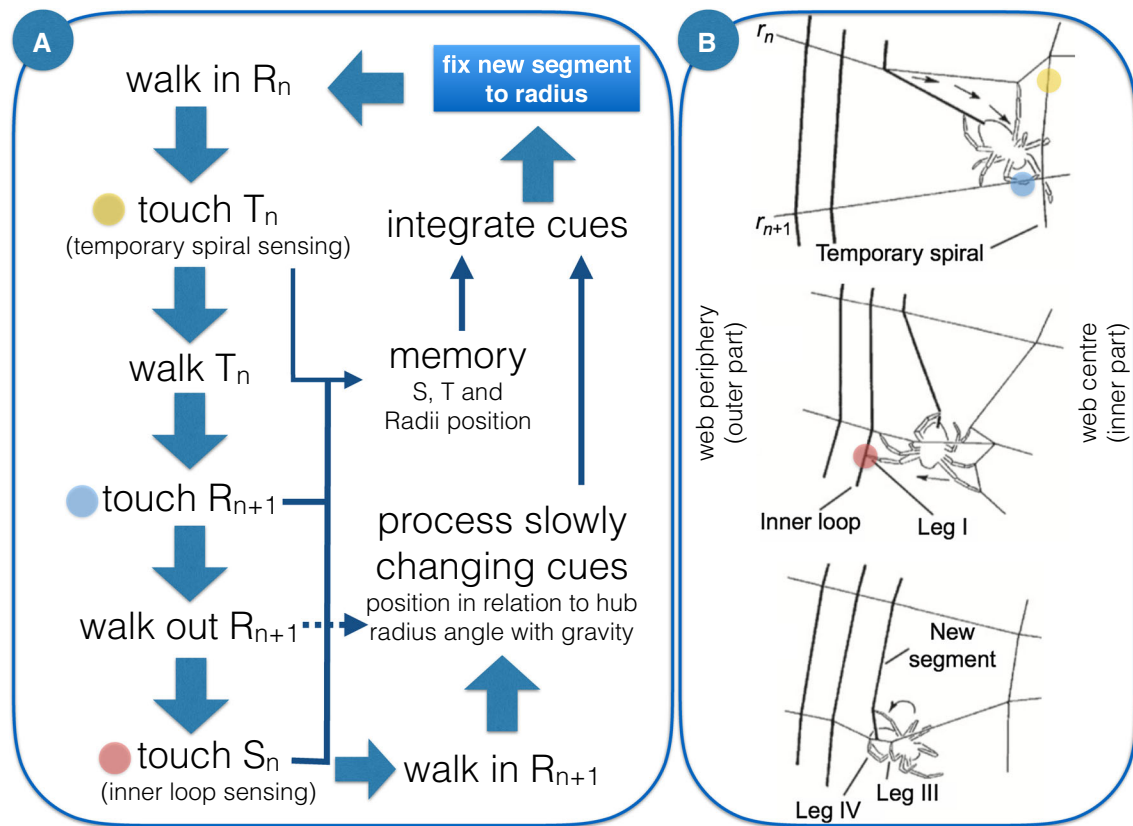 A
walk in Rn
touch Tn
(temporary spiral sensing)
walk Tn
touch Rn+1
walk out Rn+1
touch Sn
(inner loop sensing)
walk in Rn+1
process slowly
changing cues
position in relation to hub
radius angle with gravity
memory
S, T and
Radii position
integrate cues
fix new segment
to radius
B
rn
rn+1
Temporary spiral
web periphery
(outer part)
web centre
(inner part)
Inner loop
Leg I
New
segment
Leg IV
Leg III